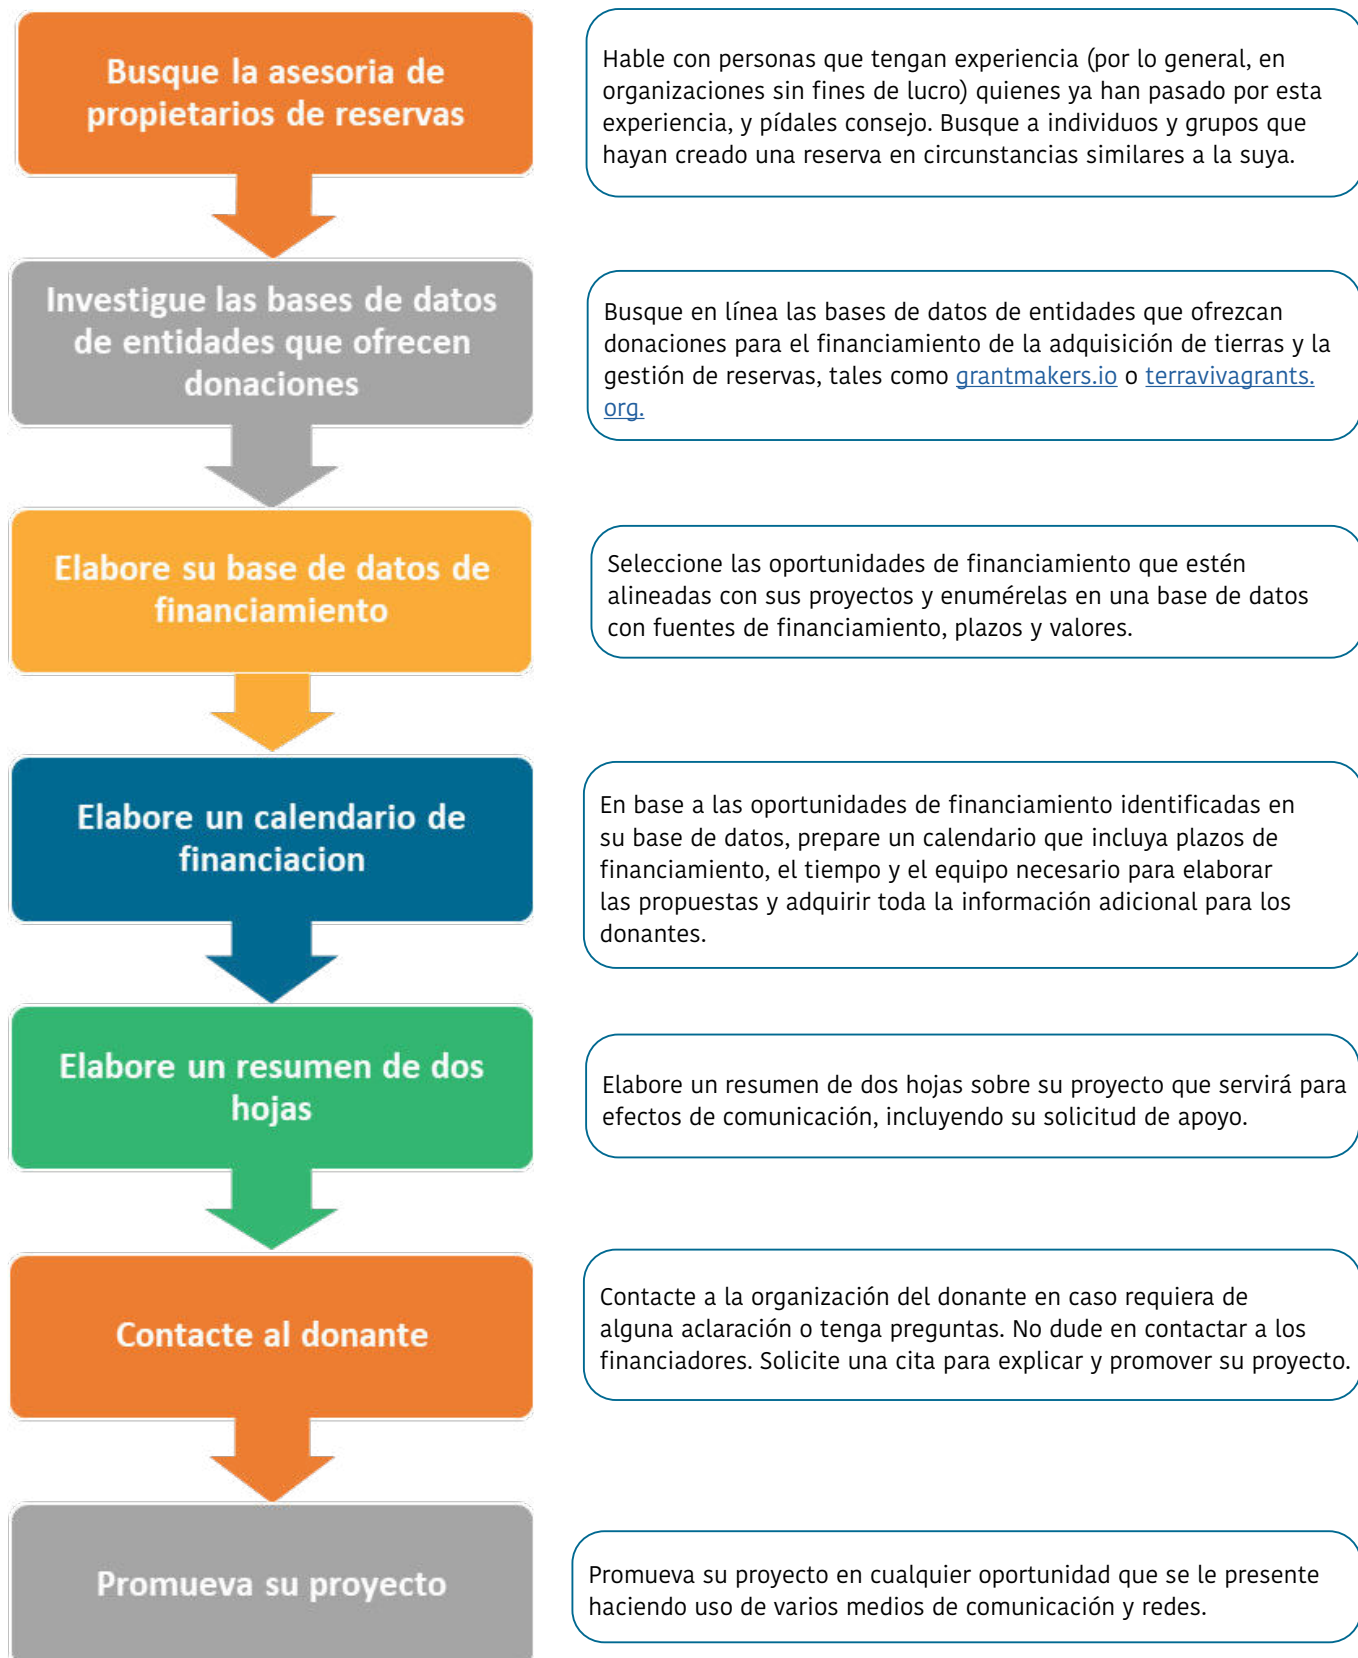 Busque la asesoria de
propietarios de reservas
Hable con personas que tengan experiencia (por lo general, en
organizaciones sin fines de lucro) quienes ya han pasado por esta
experiencia, y pídales consejo. Busque a individuos y grupos que
hayan creado una reserva en circunstancias similares a la suya.
Investigue las bases de datos
de entidades que ofrecen
donaciones
Busque en línea las bases de datos de entidades que ofrezcan
donaciones para el financiamiento de la adquisición de tierras y la
gestión de reservas, tales como grantmakers.io o terravivagrants.
org.
Elabore su base de datos de
financiamiento
Seleccione las oportunidades de financiamiento que estén
alineadas con sus proyectos y enumérelas en una base de datos
con fuentes de financiamiento, plazos y valores.
Elabore un calendario de
financiacion
En base a las oportunidades de financiamiento identificadas en
su base de datos, prepare un calendario que incluya plazos de
financiamiento, el tiempo y el equipo necesario para elaborar
las propuestas y adquirir toda la información adicional para los
donantes.
Elabore un resumen de dos
hojas
Elabore un resumen de dos hojas sobre su proyecto que servirá para
efectos de comunicación, incluyendo su solicitud de apoyo.
Contacte al donante
Contacte a la organización del donante en caso requiera de
alguna aclaración o tenga preguntas. No dude en contactar a los
financiadores. Solicite una cita para explicar y promover su proyecto.
Promueva su proyecto
Promueva su proyecto en cualquier oportunidad que se le presente
haciendo uso de varios medios de comunicación y redes.